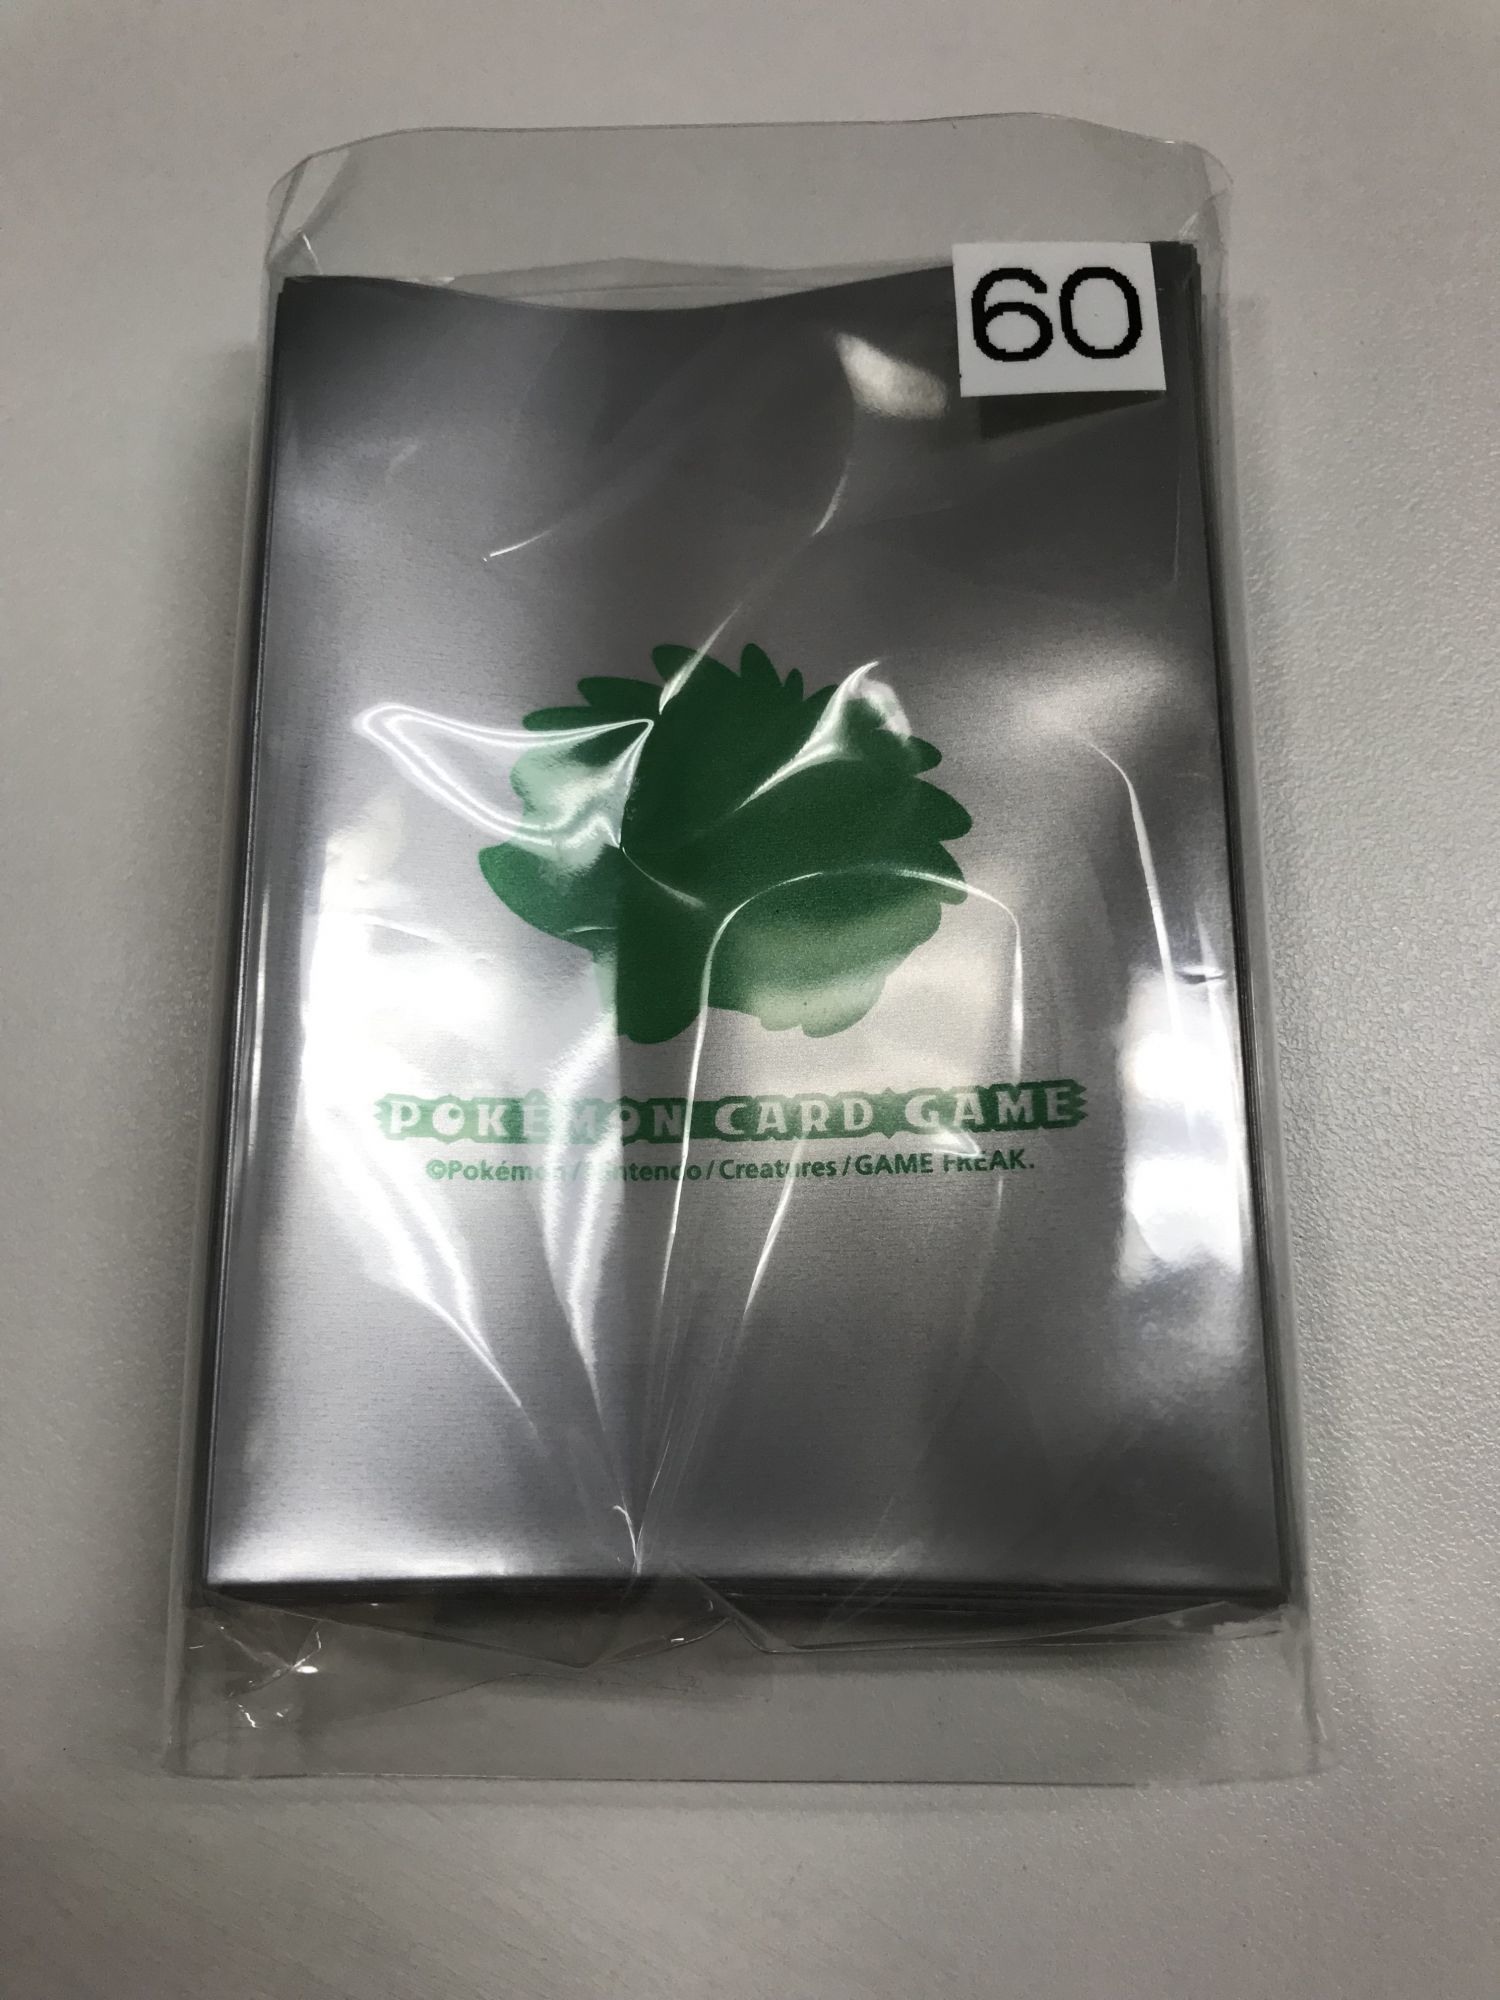 60
POKÉMON CARD GAME
©Pokémon/Nintendo/Creatures/GAME FREAK.